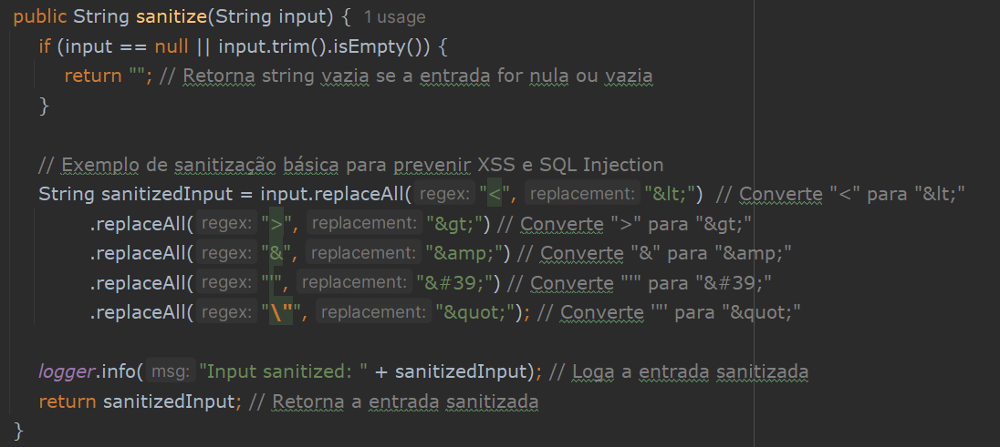 public String sanitize(String input) { 1 usage
if (input == null || input.trim().isEmpty()) {
return ""; // Retorna string vazia se a entrada for nula ou vazia
}
// Exemplo de sanitização básica para prevenir XSS e SQL Injection
String sanitizedInput = input.replaceAll( regex: "<", replacement: "&lt;") // Converte "<" para "&lt;"
.replaceAll( regex: ">", replacement: "&gt;") // Converte ">" para "&gt;"
.replaceAll( regex: "&", replacement: "&amp;") // Converte "&" para "&amp;"
.replaceAll( regex: "'", replacement: "&#39;") // Converte "'" para "&#39;"
.replaceAll( regex: "\"", replacement: "&quot;"); // Converte '"' para "&quot;"
logger.info( msg: "Input sanitized: " + sanitizedInput); // Loga a entrada sanitizada
return sanitizedInput; // Retorna a entrada sanitizada
}